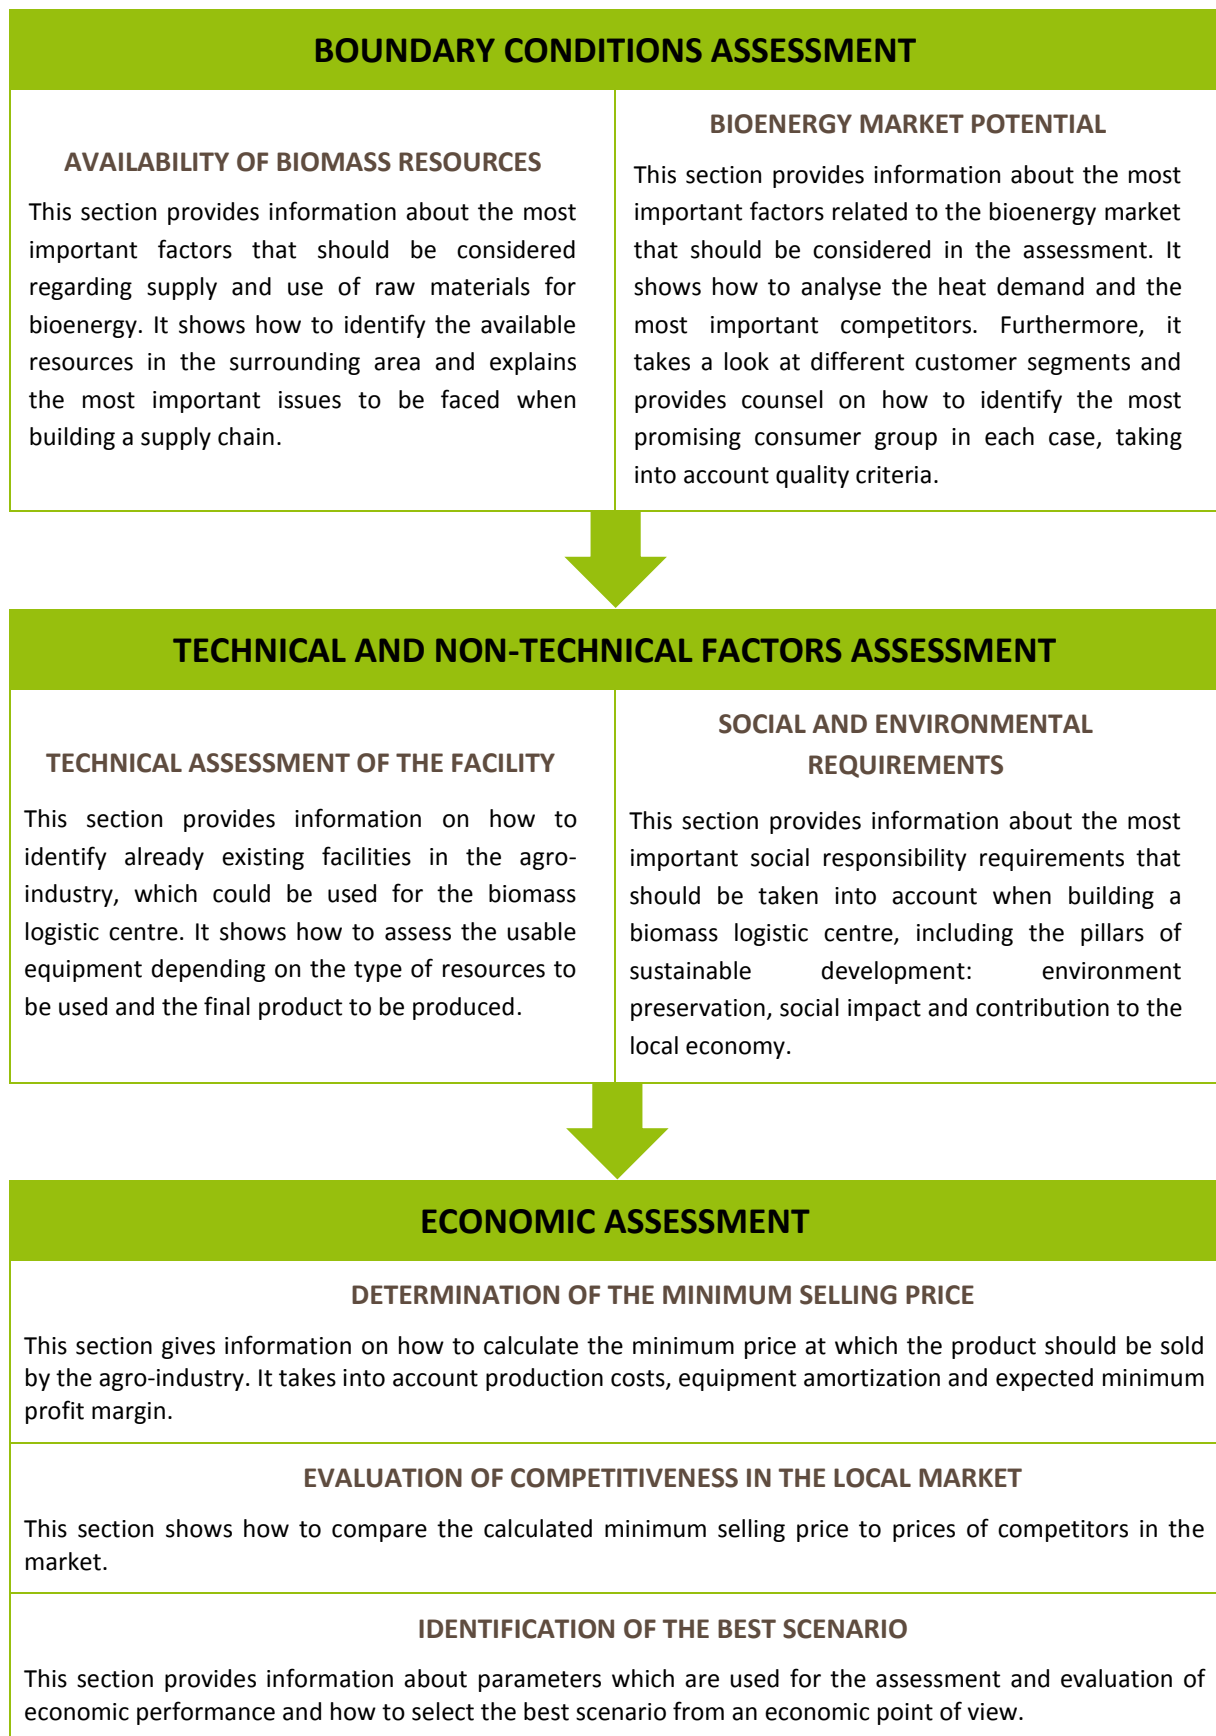 BOUNDARY CONDITIONS ASSESSMENT
AVAILABILITY OF BIOMASS RESOURCES
This section provides information about the most
important factors that should be considered
regarding supply and use of raw materials for
bioenergy. It shows how to identify the available
resources in the surrounding area and explains
the most important issues to be faced when
building a supply chain.
BIOENERGY MARKET POTENTIAL
This section provides information about the most
important factors related to the bioenergy market
that should be considered in the assessment. It
shows how to analyse the heat demand and the
most important competitors. Furthermore, it
takes a look at different customer segments and
provides counsel on how to identify the most
promising consumer group in each case, taking
into account quality criteria.
TECHNICAL AND NON-TECHNICAL FACTORS ASSESSMENT
TECHNICAL ASSESSMENT OF THE FACILITY
This section provides information on how to
identify already existing facilities in the agro-
industry, which could be used for the biomass
logistic centre. It shows how to assess the usable
equipment depending on the type of resources to
be used and the final product to be produced.
SOCIAL AND ENVIRONMENTAL
REQUIREMENTS
This section provides information about the most
important social responsibility requirements that
should be taken into account when building a
biomass logistic centre, including the pillars of
sustainable development: environment
preservation, social impact and contribution to the
local economy.
ECONOMIC ASSESSMENT
DETERMINATION OF THE MINIMUM SELLING PRICE
This section gives information on how to calculate the minimum price at which the product should be sold
by the agro-industry. It takes into account production costs, equipment amortization and expected minimum
profit margin.
EVALUATION OF COMPETITIVENESS IN THE LOCAL MARKET
This section shows how to compare the calculated minimum selling price to prices of competitors in the
market.
IDENTIFICATION OF THE BEST SCENARIO
This section provides information about parameters which are used for the assessment and evaluation of
economic performance and how to select the best scenario from an economic point of view.